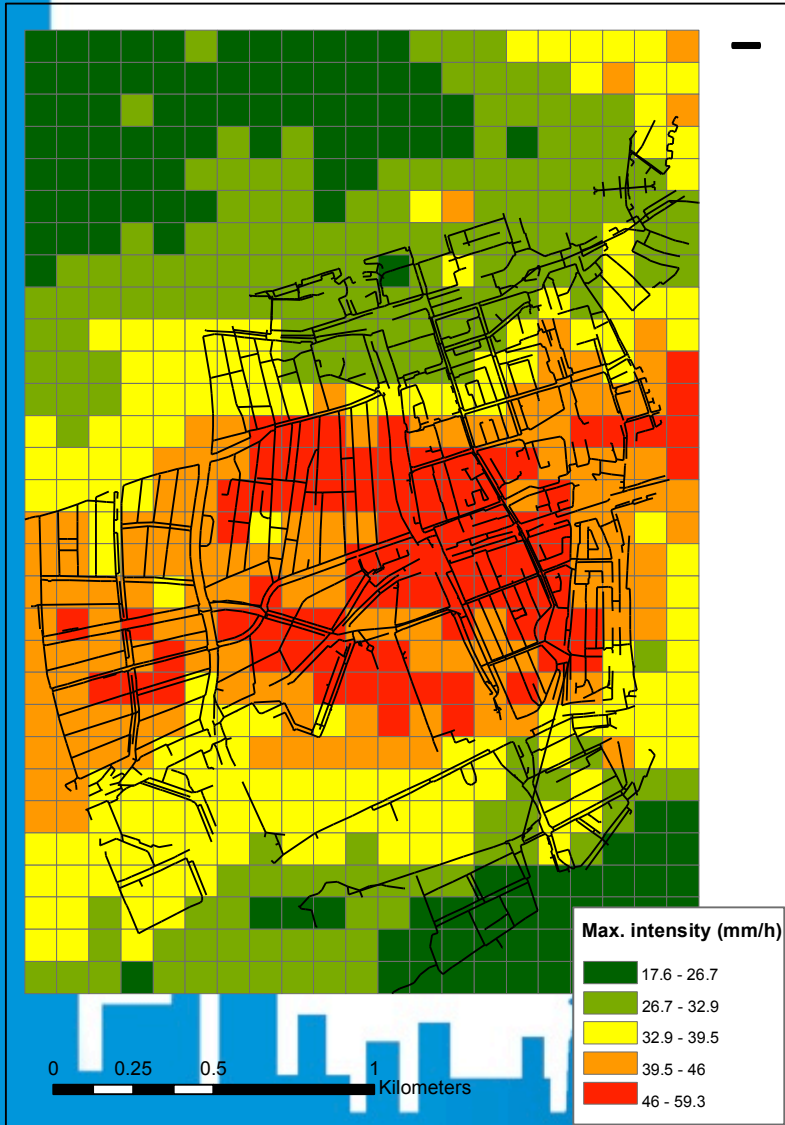 Max. intensity (mm/h)
17.6 - 26.7
26.7 - 32.9
32.9 - 39.5
39.5 - 46
46 - 59.3
0 0.25 0.5 1
Kilometers